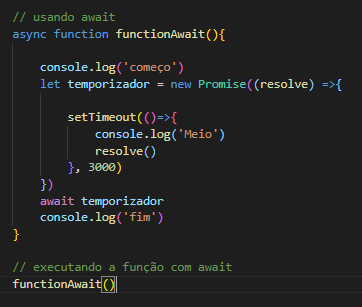 // usando await
async function functionAwait(){
console.log('começo')
let temporizador = new Promise((resolve) =>{
setTimeout(()=>{
console.log('Meio')
resolve()
}, 3000)
})
await temporizador
console.log('fim')
}
// executando a função com await
functionAwait()